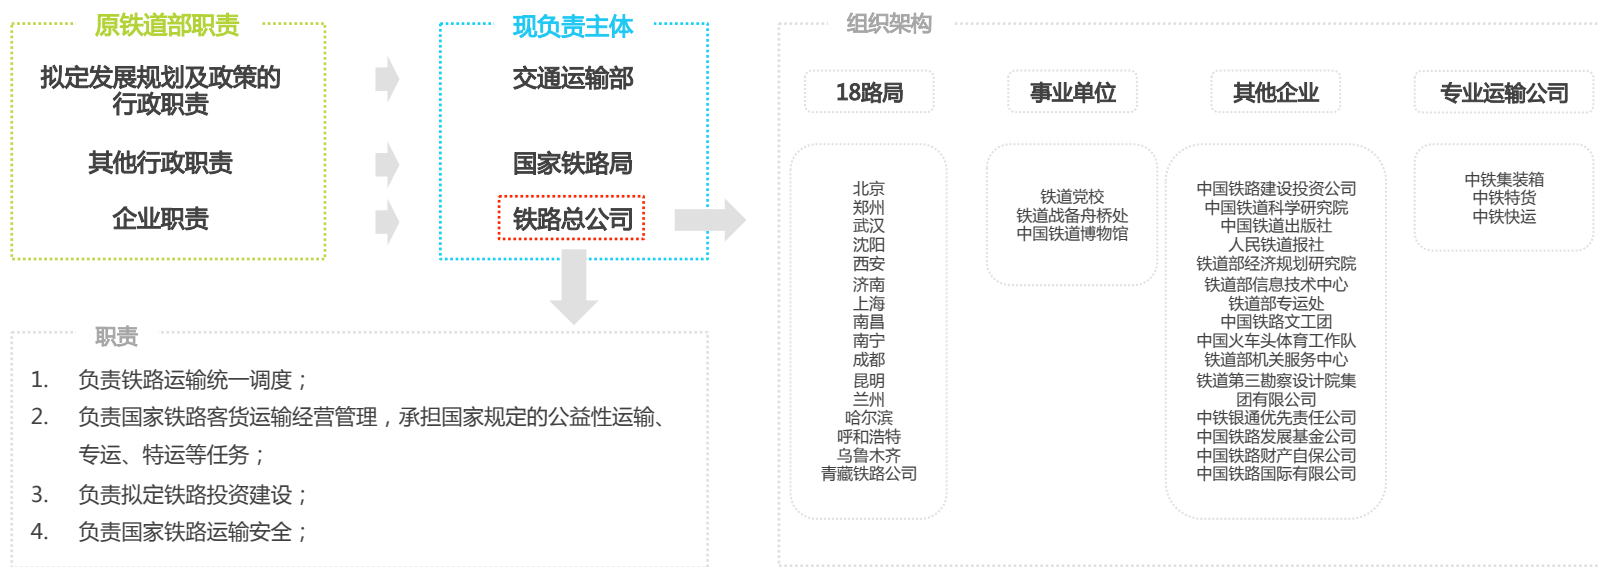 原铁道部职责
拟定发展规划及政策的
行政职责
其他行政职责
企业职责
现负责主体
交通运输部
国家铁路局
铁路总公司
职责
1. 负责铁路运输统一调度；
2. 负责国家铁路客货运输经营管理，承担国家规定的公益性运输、
专运、特运等任务；
3. 负责拟定铁路投资建设；
4. 负责国家铁路运输安全；
组织架构
18路局
北京
郑州
武汉
沈阳
西安
济南
上海
南昌
南宁
成都
昆明
兰州
哈尔滨
呼和浩特
乌鲁木齐
青藏铁路公司
事业单位
铁道党校
铁道战备舟桥处
中国铁道博物馆
其他企业
中国铁路建设投资公司
中国铁道科学研究院
中国铁道出版社
人民铁道报社
铁道部经济规划研究院
铁道部信息技术中心
铁道部专运处
中国铁路文工团
中国火车头体育工作队
铁道部机关服务中心
铁道第三勘察设计院集
团有限公司
中铁银通优先责任公司
中国铁路发展基金公司
中国铁路财产自保公司
中国铁路国际有限公司
专业运输公司
中铁集装箱
中铁特货
中铁快运